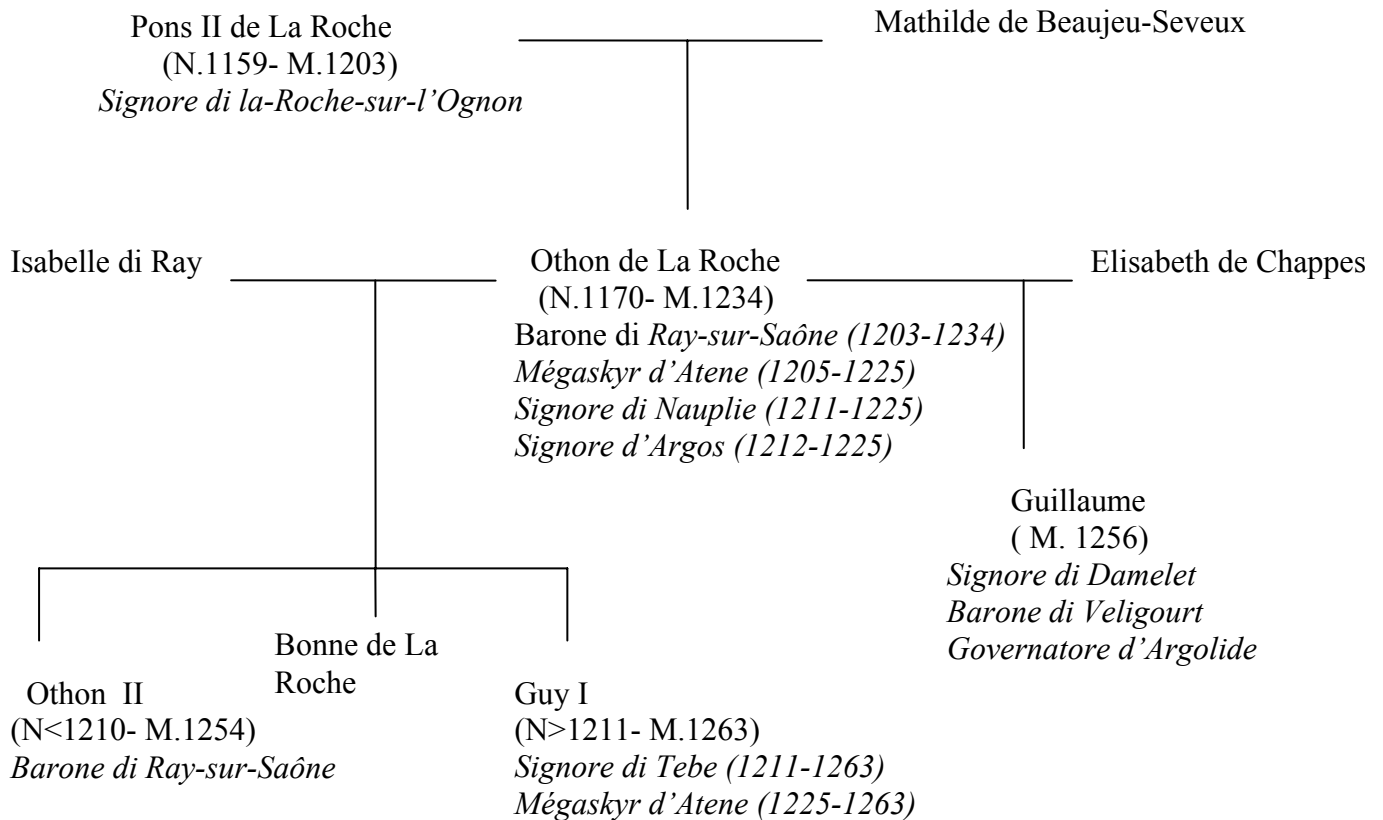 Pons II de La Roche
(N.1159- M.1203)
Signore di la-Roche-sur-l’Ognon
Mathilde de Beaujeu-Seveux
Isabelle di Ray
Othon de La Roche
(N.1170- M.1234)
Barone di Ray-sur-Saône (1203-1234)
Mégaskyr d’Atene (1205-1225)
Signore di Nauplie (1211-1225)
Signore d’Argos (1212-1225)
Elisabeth de Chappes
Guillaume
( M. 1256)
Signore di Damelet
Barone di Veligourt
Governatore d’Argolide
Othon II
(N<1210- M.1254)
Barone di Ray-sur-Saône
Bonne de La
Roche
Guy I
(N>1211- M.1263)
Signore di Tebe (1211-1263)
Mégaskyr d’Atene (1225-1263)